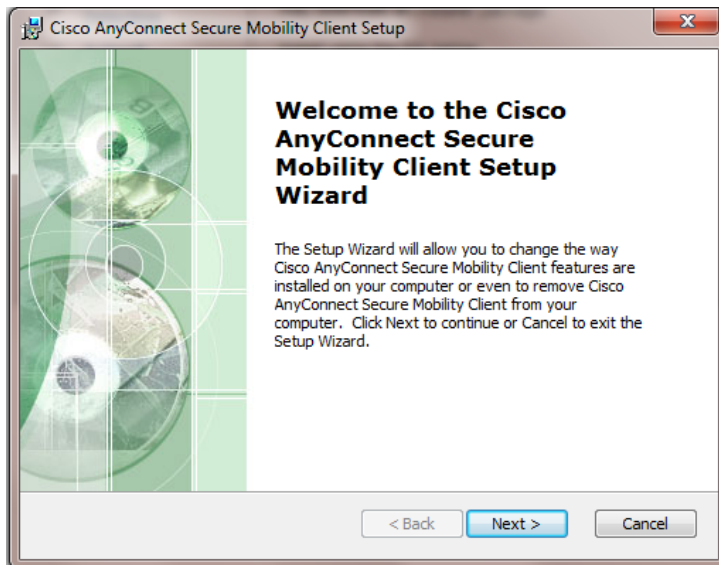 Cisco AnyConnect Secure Mobility Client Setup
Welcome to the Cisco
AnyConnect Secure
Mobility Client Setup
Wizard
The Setup Wizard will allow you to change the way
Cisco AnyConnect Secure Mobility Client features are
installed on your computer or even to remove Cisco
AnyConnect Secure Mobility Client from your
computer.  Click Next to continue or Cancel to exit the
Setup Wizard.
< Back
Next >
Cancel